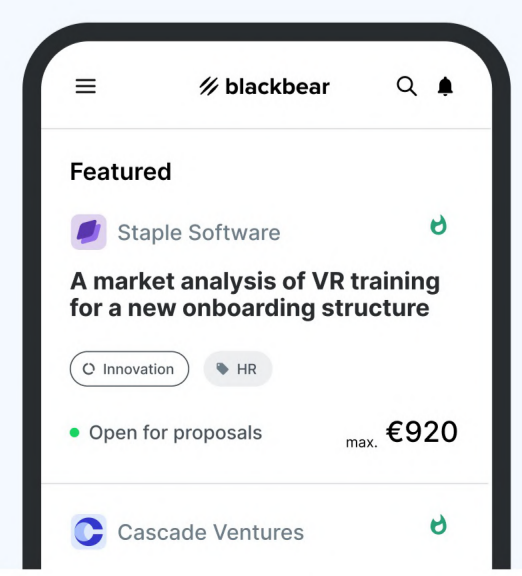 blackbear
Featured
Staple Software
A market analysis of VR training
for a new onboarding structure
Innovation
HR
Open for proposals
max. €920
Cascade Ventures